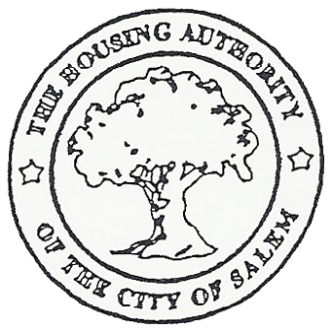 THE HOUSING AUTHORITY
OF THE CITY OF SALEM